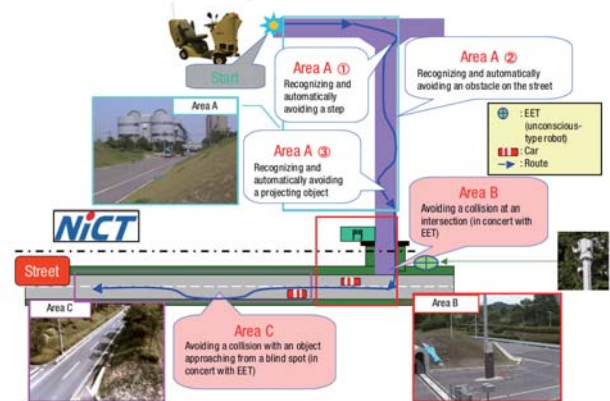 Start
Area A ①
Recognizing and
automatically
avoiding a step
Area A ②
Recognizing and automatically
avoiding an obstacle on the street
Area A
Area A ③
Recognizing and
automatically avoiding
a projecting object
: EET
(unconscious-
type robot)
: Car
: Route
Area B
Avoiding a collision at an
intersection (in concert with
EET)
NiCT
Street
Area C
Area C
Avoiding a collision with an object
approaching from a blind spot (in
concert with EET)
Area B